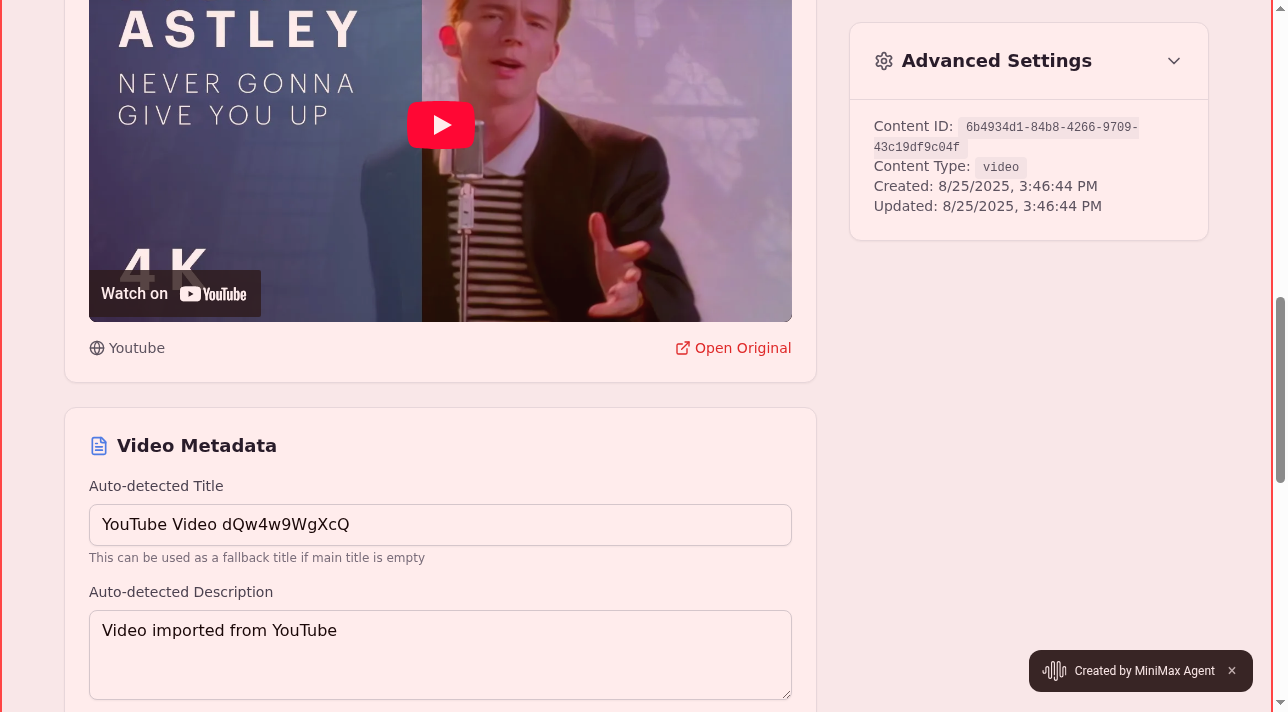 ASTLEY
NEVER GONNA
GIVE YOU UP
4K
Watch on YouTube
Youtube
Open Original
Video Metadata
Auto-detected Title
YouTube Video dQw4w9WgXcQ
This can be used as a fallback title if main title is empty
Auto-detected Description
Video imported from YouTube
Advanced Settings
Content ID: 6b4934d1-84b8-4266-9709-
43c19df9c04f
Content Type: video
Created: 8/25/2025, 3:46:44 PM
Updated: 8/25/2025, 3:46:44 PM
Created by MiniMax Agent ×